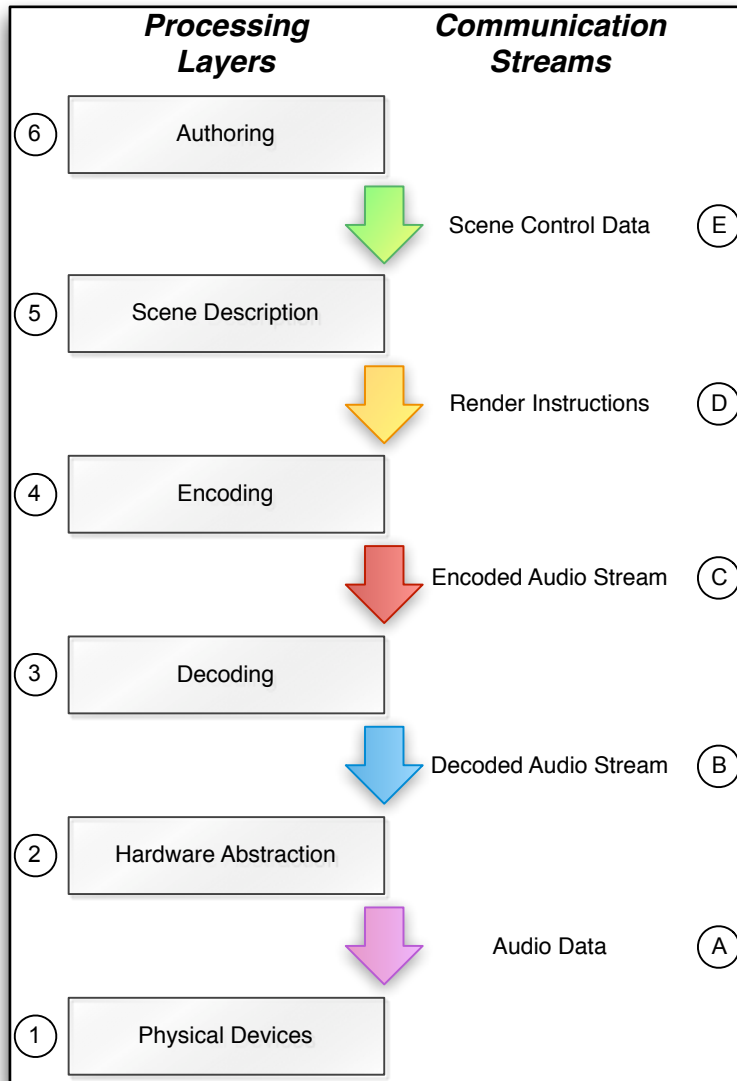 Processing
Layers
Communication
Streams
6
Authoring
Scene Control Data
E
5
Scene Description
Render Instructions
D
4
Encoding
Encoded Audio Stream
C
3
Decoding
Decoded Audio Stream
B
2
Hardware Abstraction
Audio Data
A
1
Physical Devices